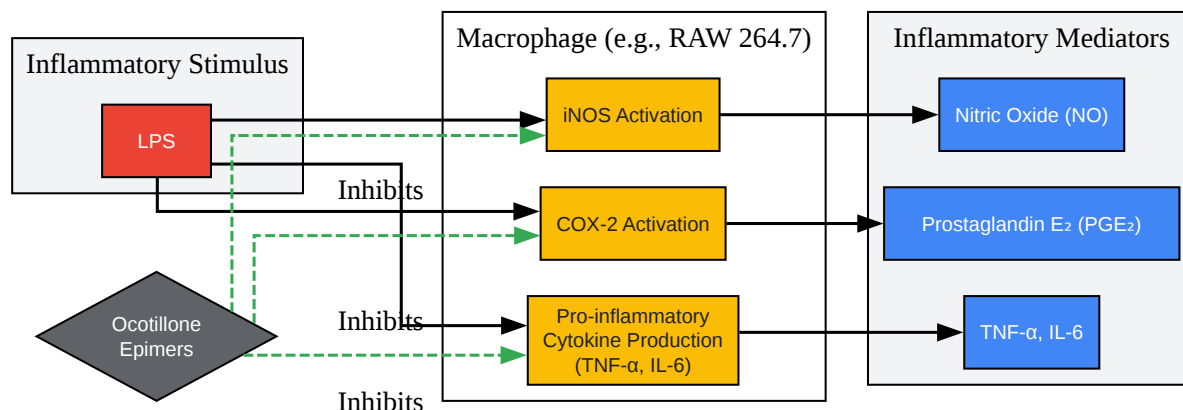 Inflammatory Stimulus
LPS
Ocotillone
Epimers
Inhibits
Inhibits
Inhibits
Macrophage (e.g., RAW 264.7)
iNOS Activation
COX-2 Activation
Pro-inflammatory
Cytokine Production
(TNF-α, IL-6)
Inflammatory Mediators
Nitric Oxide (NO)
Prostaglandin E₂ (PGE₂)
TNF-α, IL-6